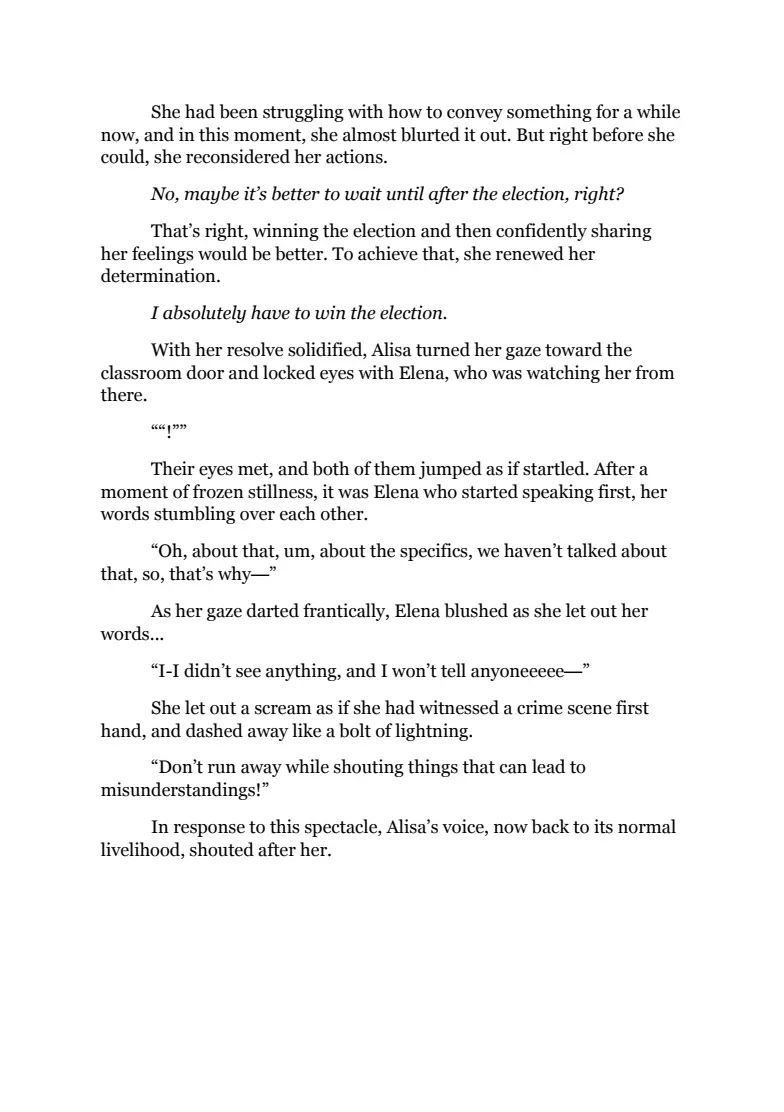 She had been struggling with how to convey something for a while
now, and in this moment, she almost blurted it out. But right before she
could, she reconsidered her actions.
No, maybe it’s better to wait until after the election, right?
That’s right, winning the election and then confidently sharing
her feelings would be better. To achieve that, she renewed her
determination.
I absolutely have to win the election.
With her resolve solidified, Alisa turned her gaze toward the
classroom door and locked eyes with Elena, who was watching her from
there.
““!””
Their eyes met, and both of them jumped as if startled. After a
moment of frozen stillness, it was Elena who started speaking first, her
words stumbling over each other.
“Oh, about that, um, about the specifics, we haven’t talked about
that, so, that’s why—”
As her gaze darted frantically, Elena blushed as she let out her
words...
“I-I didn’t see anything, and I won’t tell anyoneeeee—”
She let out a scream as if she had witnessed a crime scene first
hand, and dashed away like a bolt of lightning.
“Don’t run away while shouting things that can lead to
misunderstandings!”
In response to this spectacle, Alisa’s voice, now back to its normal
livelihood, shouted after her.